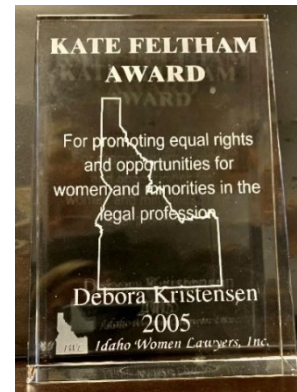 KATE FELTHAM
AWARD
For promoting equal rights
and opportunities for
women and minorities in the
legal profession
Debora Kristensen
2005
IWL
Idaho Women Lawyers, Inc.